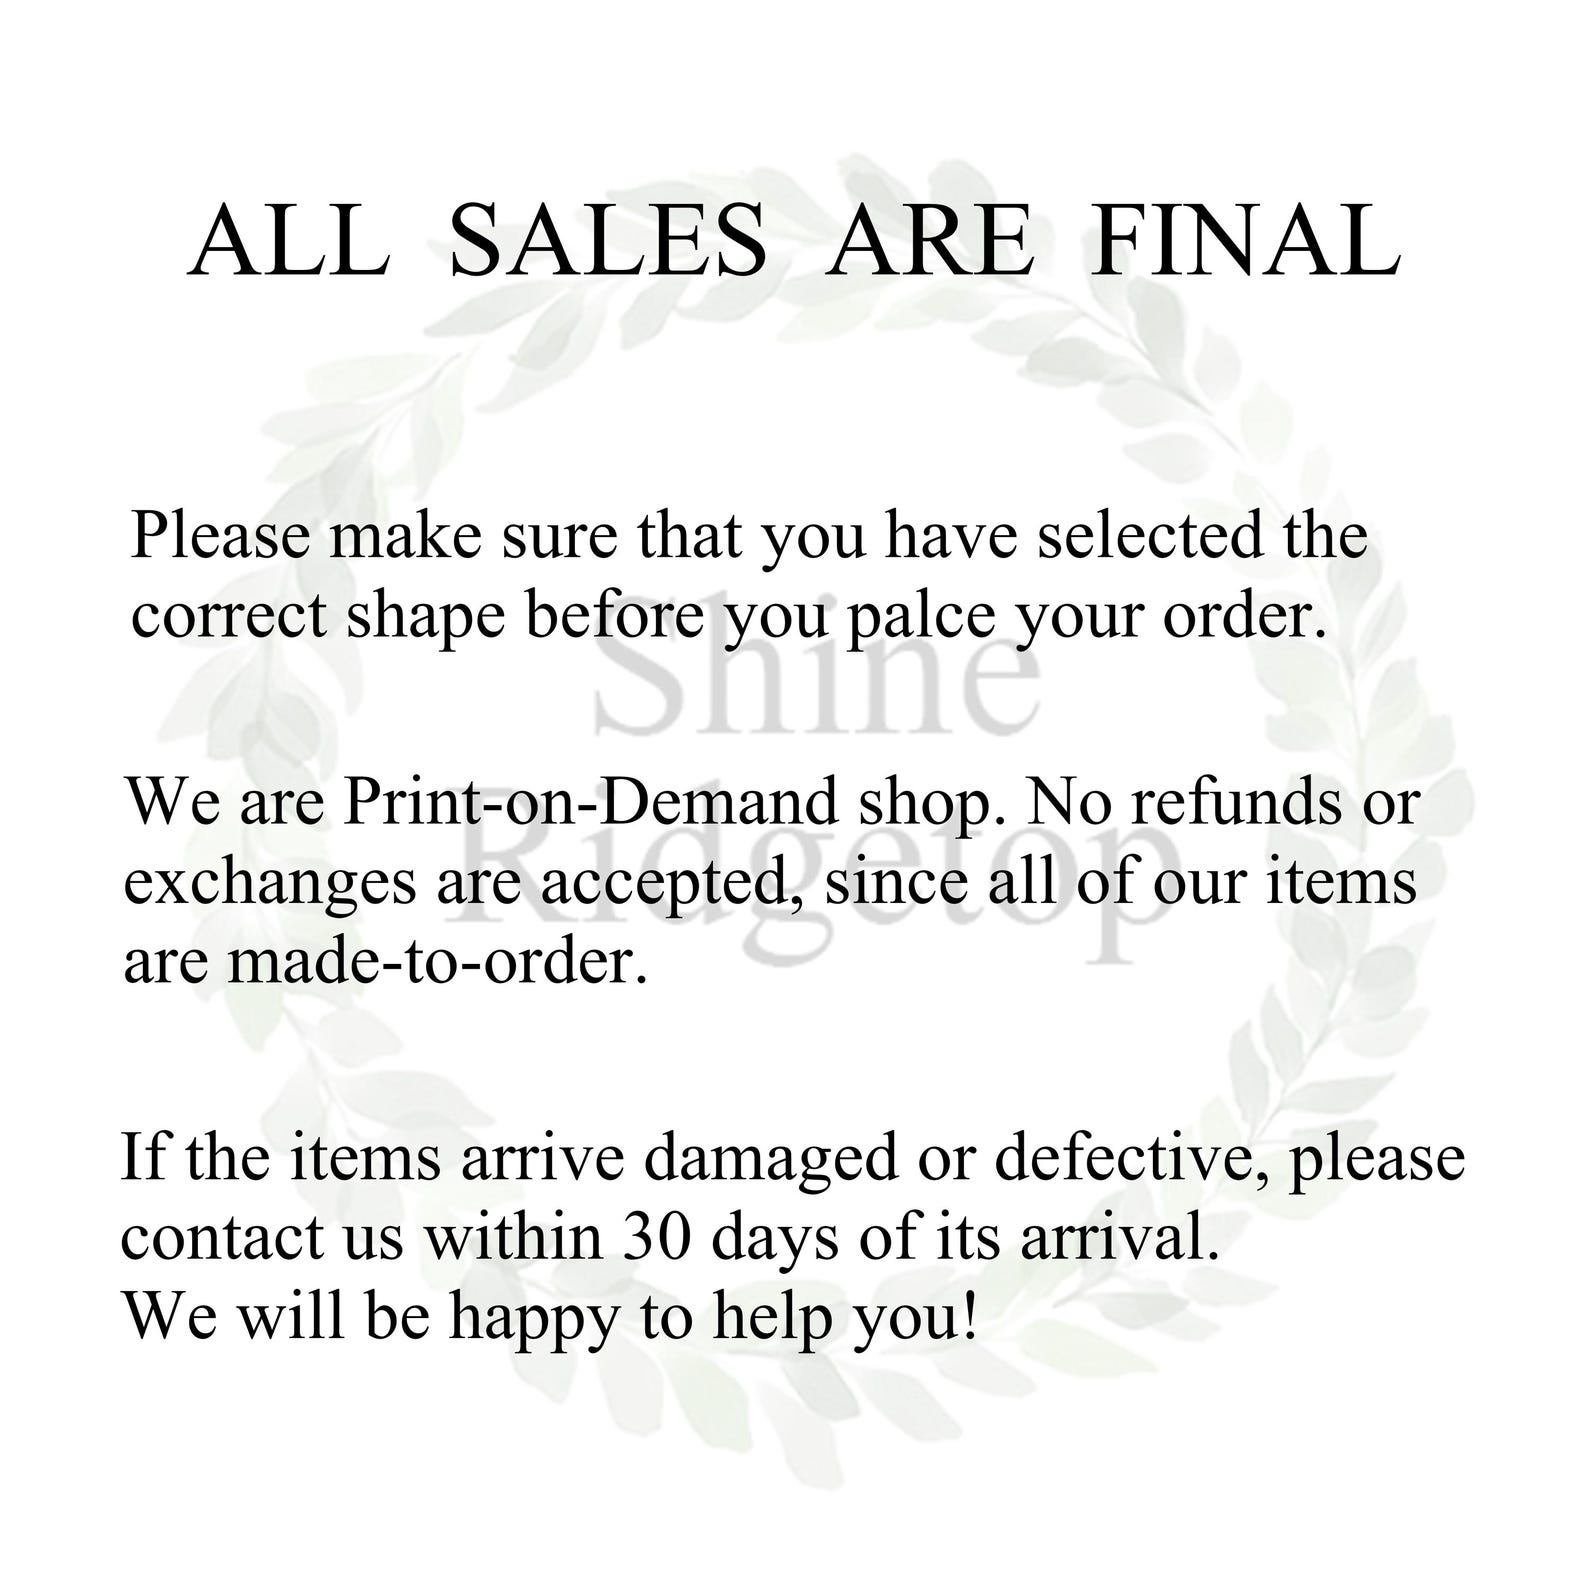 ALL SALES ARE FINAL
Please make sure that you have selected the
correct shape before you palce your order.
Shine
We are Print-on-Demand shop. No refunds or
Ridgetop
exchanges are accepted, since all of our items
are made-to-order.
If the items arrive damaged or defective, please
contact us within 30 days of its arrival.
We will be happy to help you!